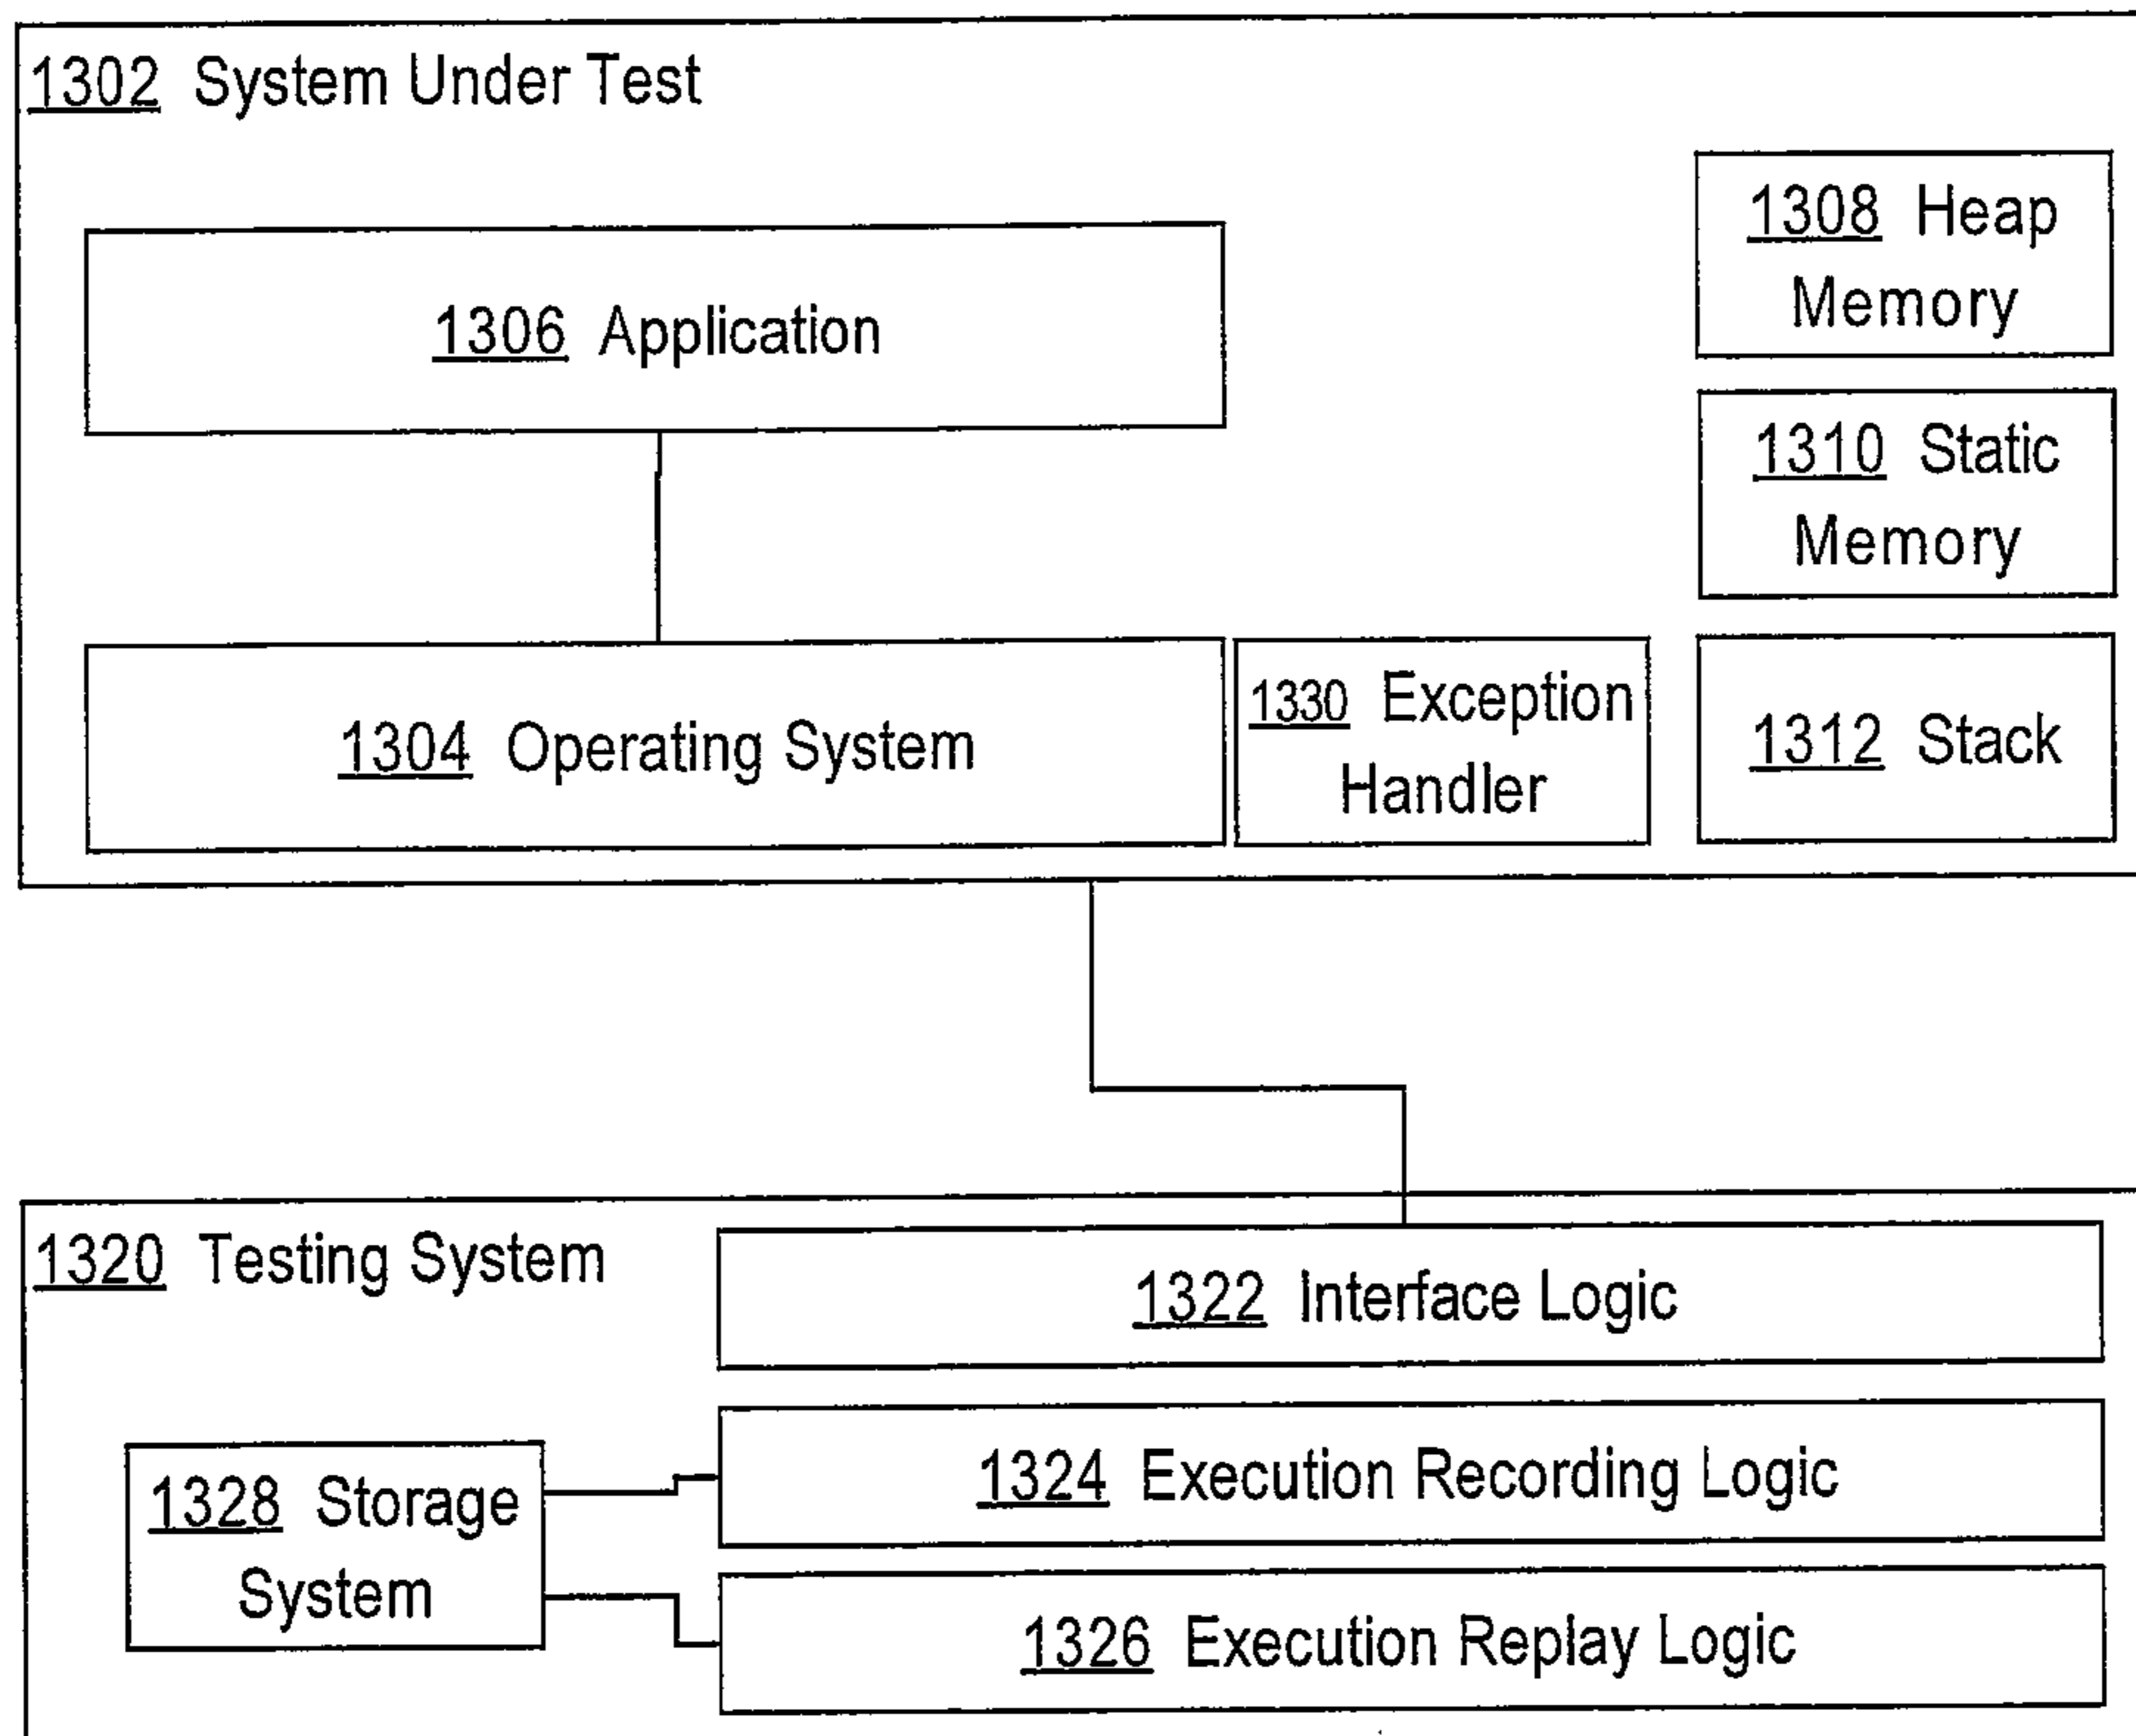 1302 System Under Test
1308 Heap
Memory
1306 Application
1310 Static
Memory
1304 Operating System
1330 Exception
Handler
1312 Stack
1320 Testing System
1322 Interface Logic
1324 Execution Recording Logic
1328 Storage
System
1326 Execution Replay Logic